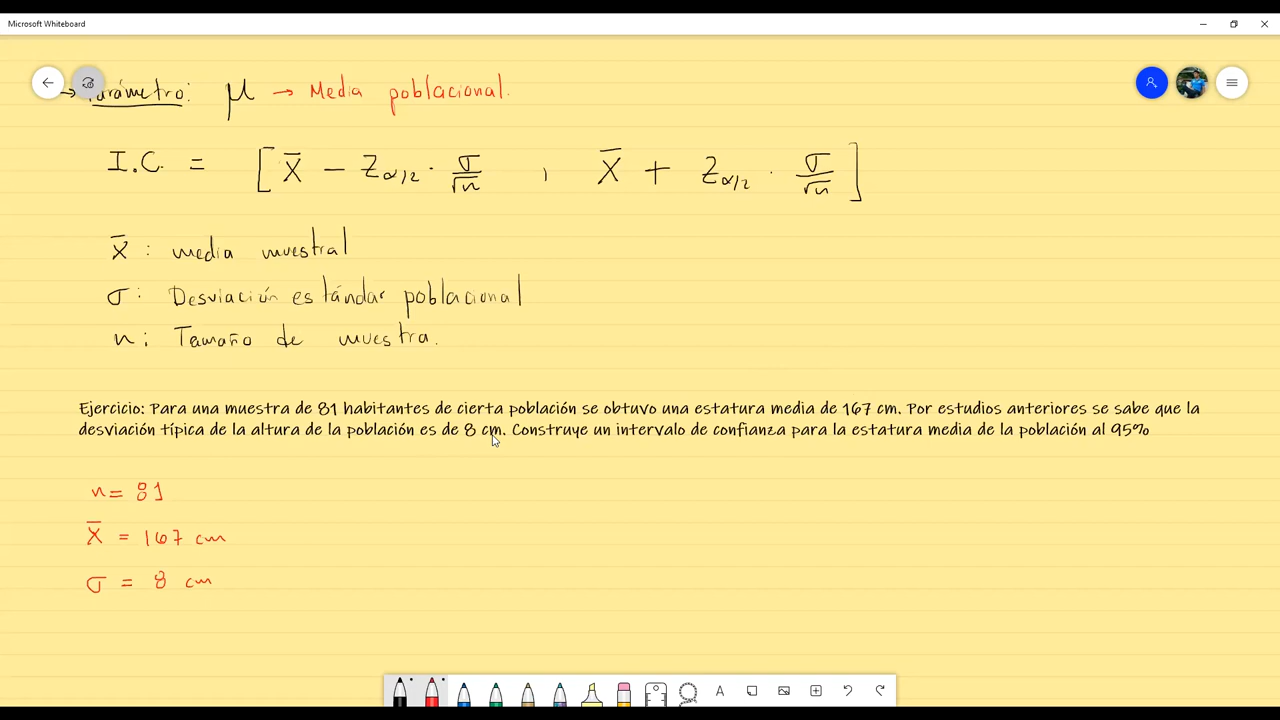 Microsoft Whiteboard
→ Parámetro: μ → Media poblacional.
I.C. = [ X̄ − Zα/2 · σ/√n , X̄ + Zα/2 · σ/√n ]
X̄ : media muestral
σ : Desviación estándar poblacional
n : Tamaño de muestra.
Ejercicio: Para una muestra de 81 habitantes de cierta población se obtuvo una estatura media de 167 cm. Por estudios anteriores se sabe que la
desviación típica de la altura de la población es de 8 cm. Construye un intervalo de confianza para la estatura media de la población al 95%
n = 81
X̄ = 167 cm
σ = 8 cm
A